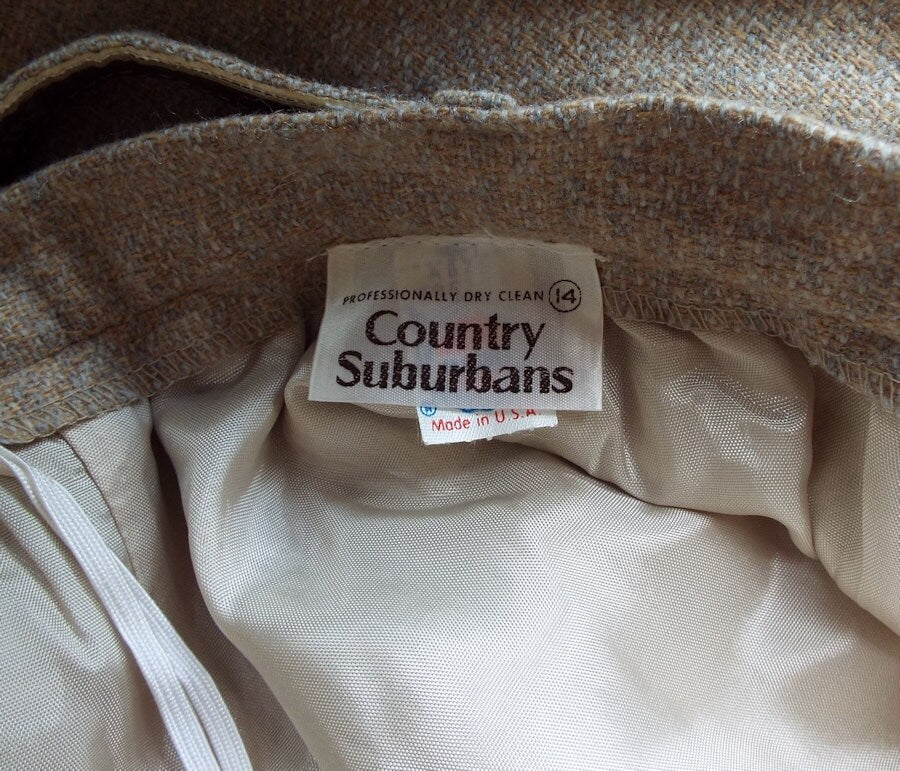 PROFESSIONALLY DRY CLEAN 14
Country
Suburbans
®
Made in U.S.A